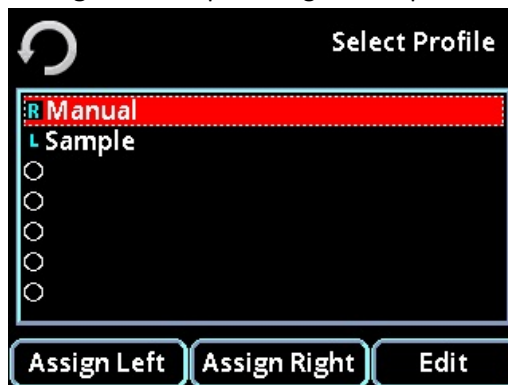 Select Profile
R Manual
L Sample
Assign Left
Assign Right
Edit